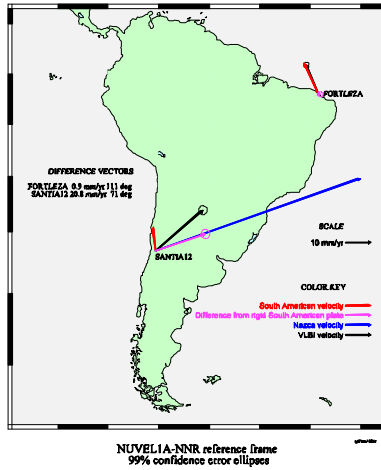 FORTLEZA
DIFFERENCE VECTORS
FORTLEZA 0.9 mm/yr 111 deg
SANTIA12 20.8 mm/yr 71 deg
SCALE
10 mm/yr
SANTIA12
COLOR KEY
South American velocity
Difference from rigid South American plate
Nazca velocity
VLBI velocity
NUVEL1A-NNR reference frame
99% confidence error ellipses